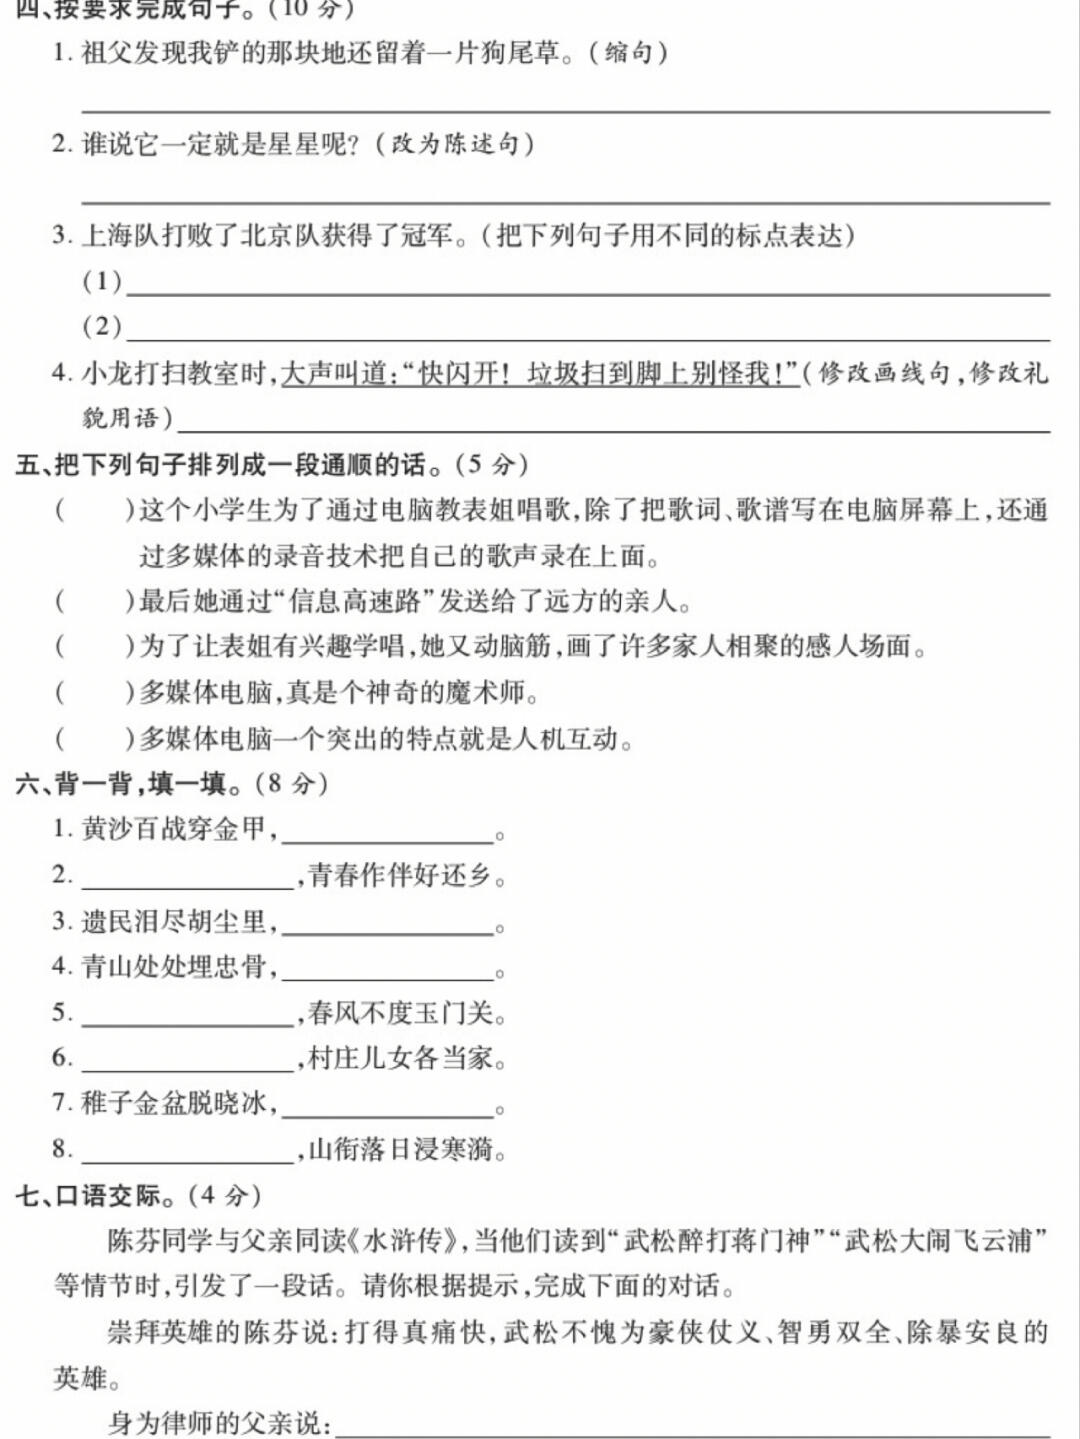 四、按要求完成句子。(10 分)
1. 祖父发现我铲的那块地还留着一片狗尾草。(缩句)
2. 谁说它一定就是星星呢?(改为陈述句)
3. 上海队打败了北京队获得了冠军。(把下列句子用不同的标点表达)
(1)
(2)
4. 小龙打扫教室时,大声叫道:“快闪开! 垃圾扫到脚上别怪我!”(修改画线句,修改礼
貌用语)
五、把下列句子排列成一段通顺的话。(5 分)
( )这个小学生为了通过电脑教表姐唱歌,除了把歌词、歌谱写在电脑屏幕上,还通
过多媒体的录音技术把自己的歌声录在上面。
( )最后她通过“信息高速路”发送给了远方的亲人。
( )为了让表姐有兴趣学唱,她又动脑筋,画了许多家人相聚的感人场面。
( )多媒体电脑,真是个神奇的魔术师。
( )多媒体电脑一个突出的特点就是人机互动。
六、背一背,填一填。(8 分)
1. 黄沙百战穿金甲,________。
2. ________,青春作伴好还乡。
3. 遗民泪尽胡尘里,________。
4. 青山处处埋忠骨,________。
5. ________,春风不度玉门关。
6. ________,村庄儿女各当家。
7. 稚子金盆脱晓冰,________。
8. ________,山衔落日浸寒漪。
七、口语交际。(4 分)
陈芬同学与父亲同读《水浒传》,当他们读到“武松醉打蒋门神”“武松大闹飞云浦”
等情节时,引发了一段话。请你根据提示,完成下面的对话。
崇拜英雄的陈芬说:打得真痛快,武松不愧为豪侠仗义、智勇双全、除暴安良的
英雄。
身为律师的父亲说: